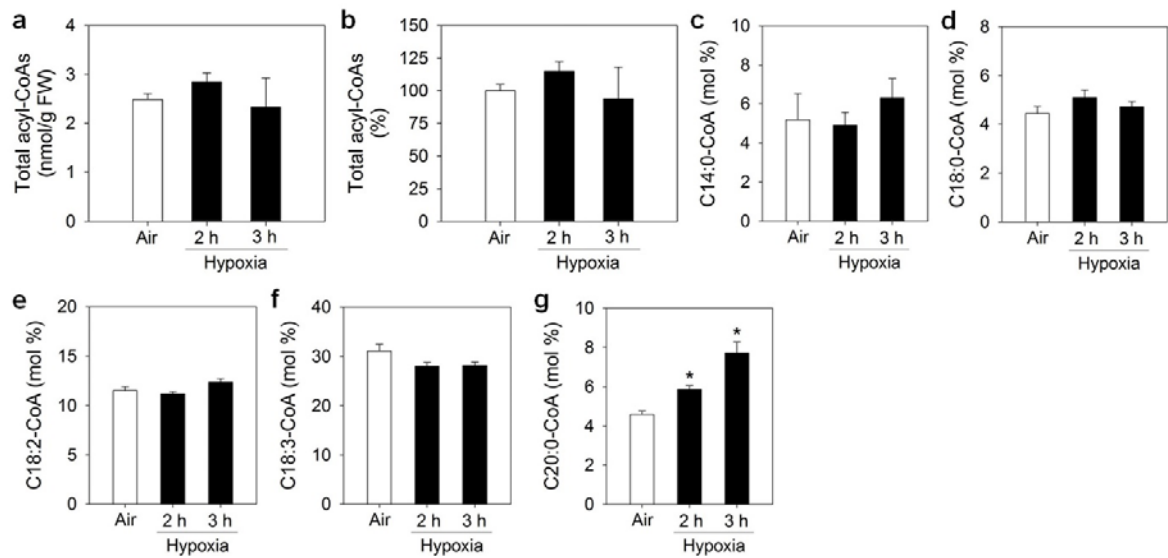 a
Total acyl-CoAs
(nmol/g FW)
4
3
2
1
0
Air
2 h
3 h
Hypoxia
b
Total acyl-CoAs
(%)
150
125
100
75
50
25
0
Air
2 h
3 h
Hypoxia
c
C14:0-CoA (mol %)
10
8
6
4
2
0
Air
2 h
3 h
Hypoxia
d
C18:0-CoA (mol %)
8
6
4
2
0
Air
2 h
3 h
Hypoxia
e
C18:2-CoA (mol %)
20
15
10
5
0
Air
2 h
3 h
Hypoxia
f
C18:3-CoA (mol %)
40
30
20
10
0
Air
2 h
3 h
Hypoxia
g
C20:0-CoA (mol %)
10
8
6
4
2
0
*
*
Air
2 h
3 h
Hypoxia